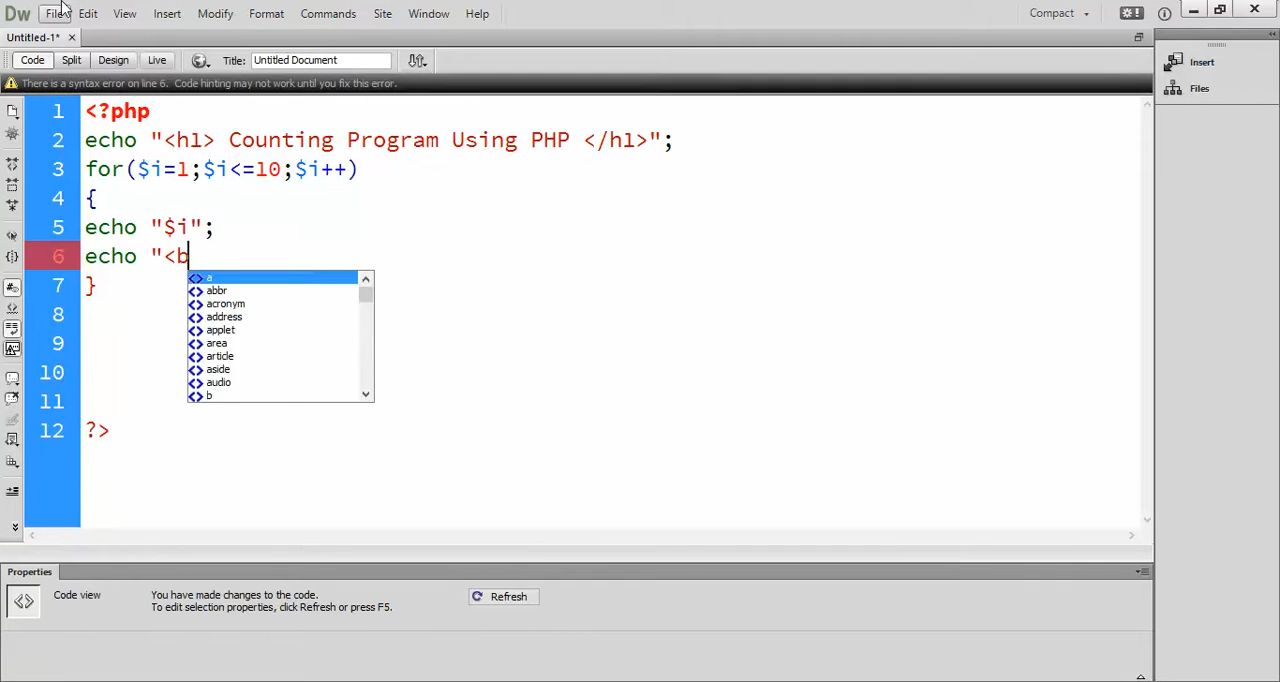 Dw File Edit View Insert Modify Format Commands Site Window Help Compact
Untitled-1*
Code Split Design Live Title: Untitled Document
There is a syntax error on line 6. Code hinting may not work until you fix this error.
Insert
Files
1 <?php
2 echo "<h1> Counting Program Using PHP </h1>";
3 for($i=1;$i<=10;$i++)
4 {
5 echo "$i";
6 echo "<b
7 }
8
9
10
11
12 ?>
a
abbr
acronym
address
applet
area
article
aside
audio
b
Properties
Code view
You have made changes to the code.
To edit selection properties, click Refresh or press F5.
Refresh